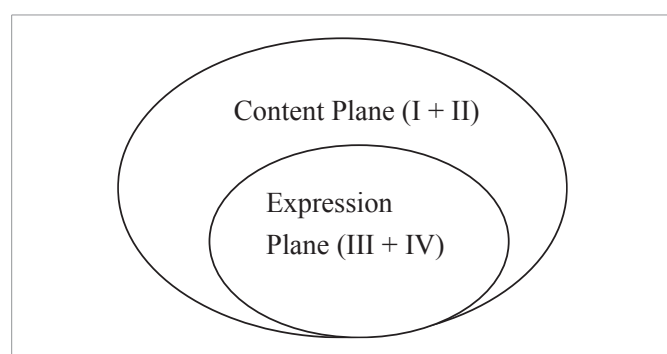 Content Plane (I + II)
Expression
Plane (III + IV)